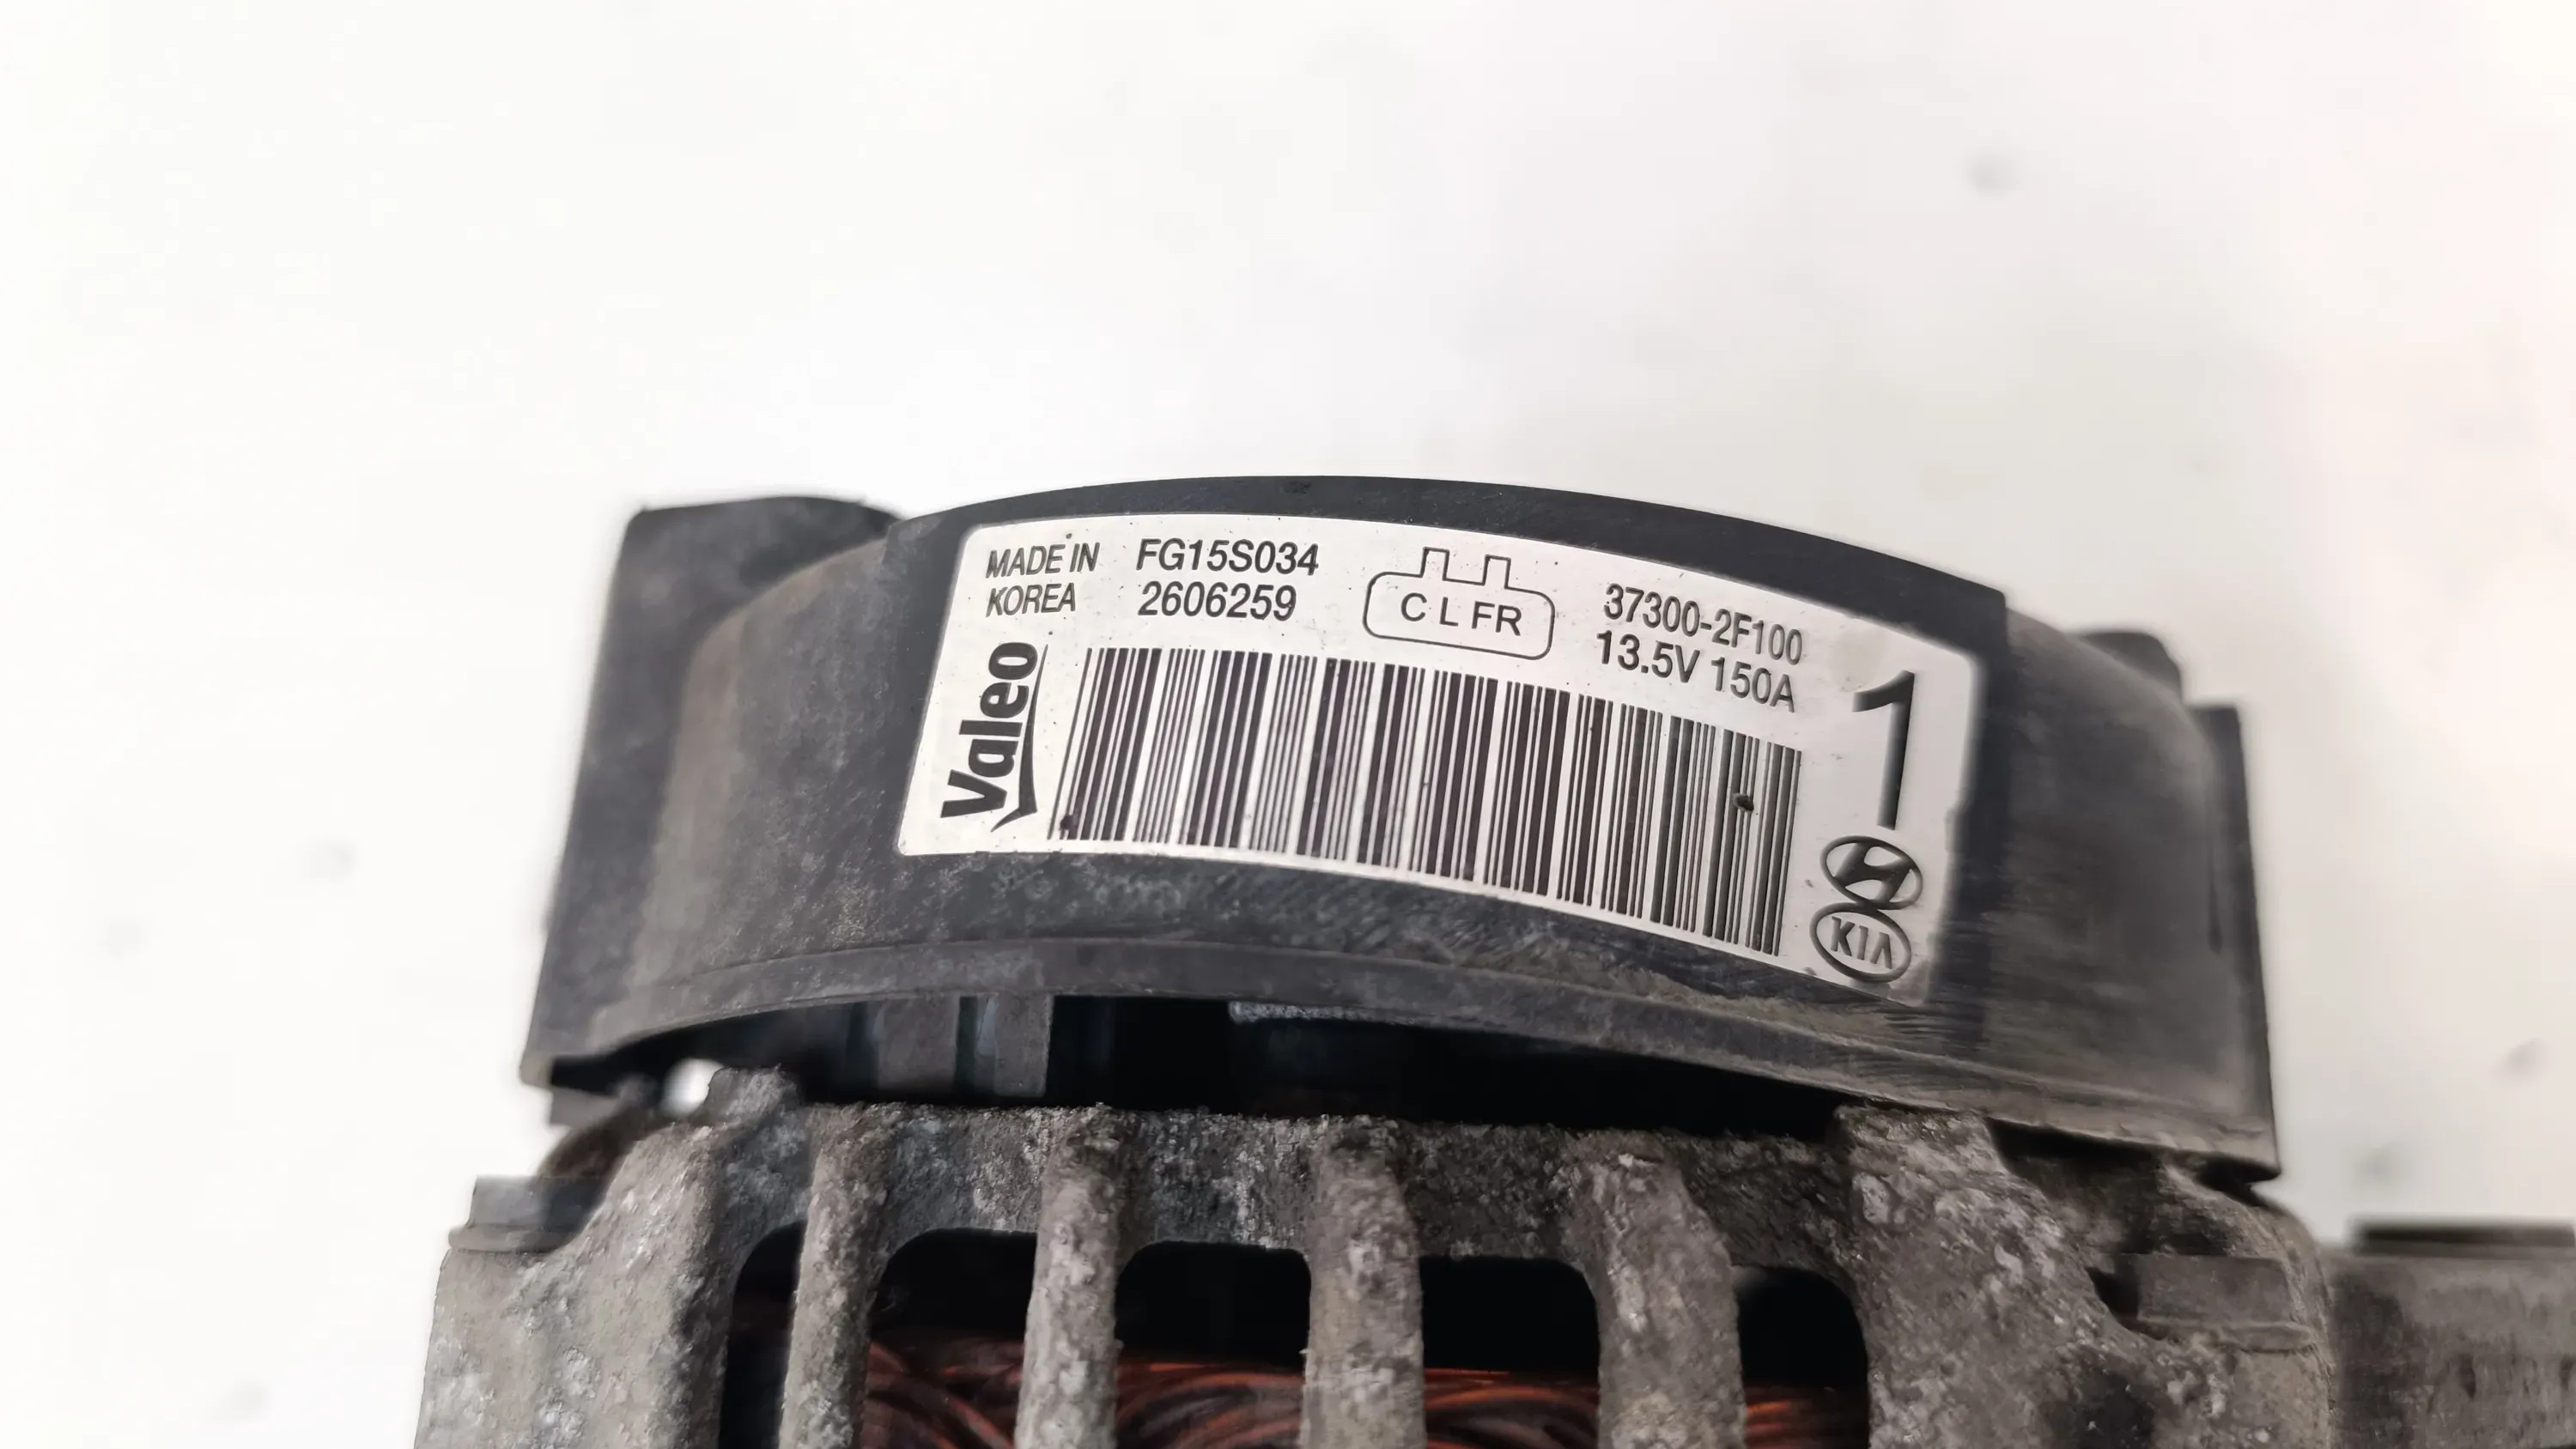 MADE IN
KOREA
FG15S034
2606259
C L FR
37300-2F100
13.5V 150A
1
Valeo
KIA